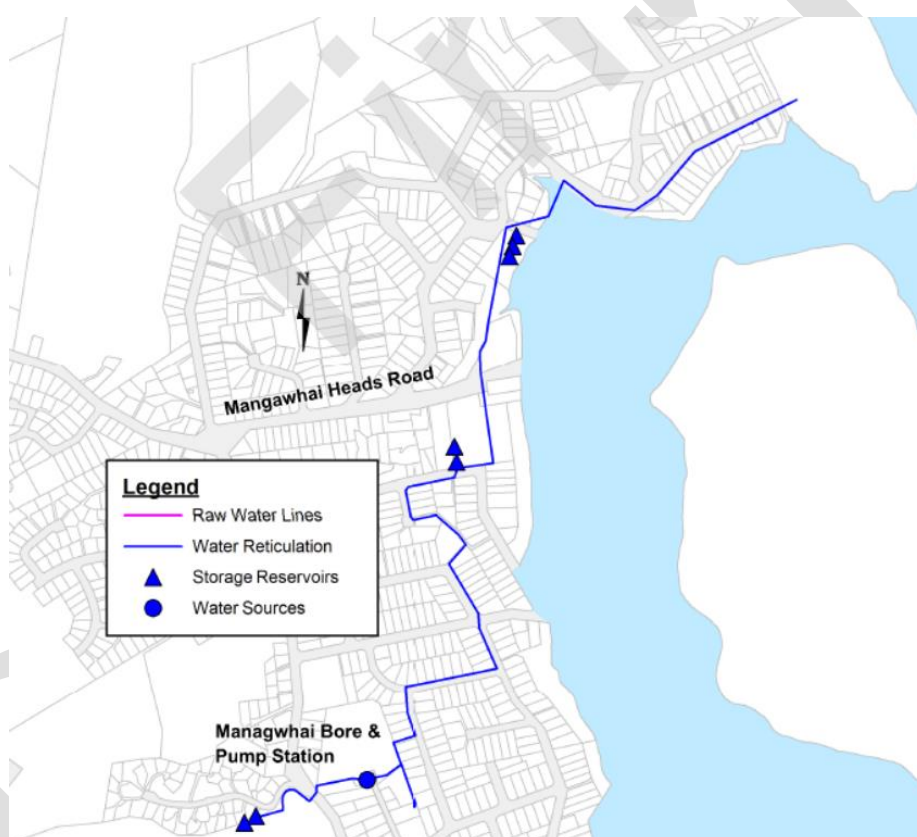 N
Mangawhai Heads Road
Legend
Raw Water Lines
Water Reticulation
Storage Reservoirs
Water Sources
Managwhai Bore &
Pump Station